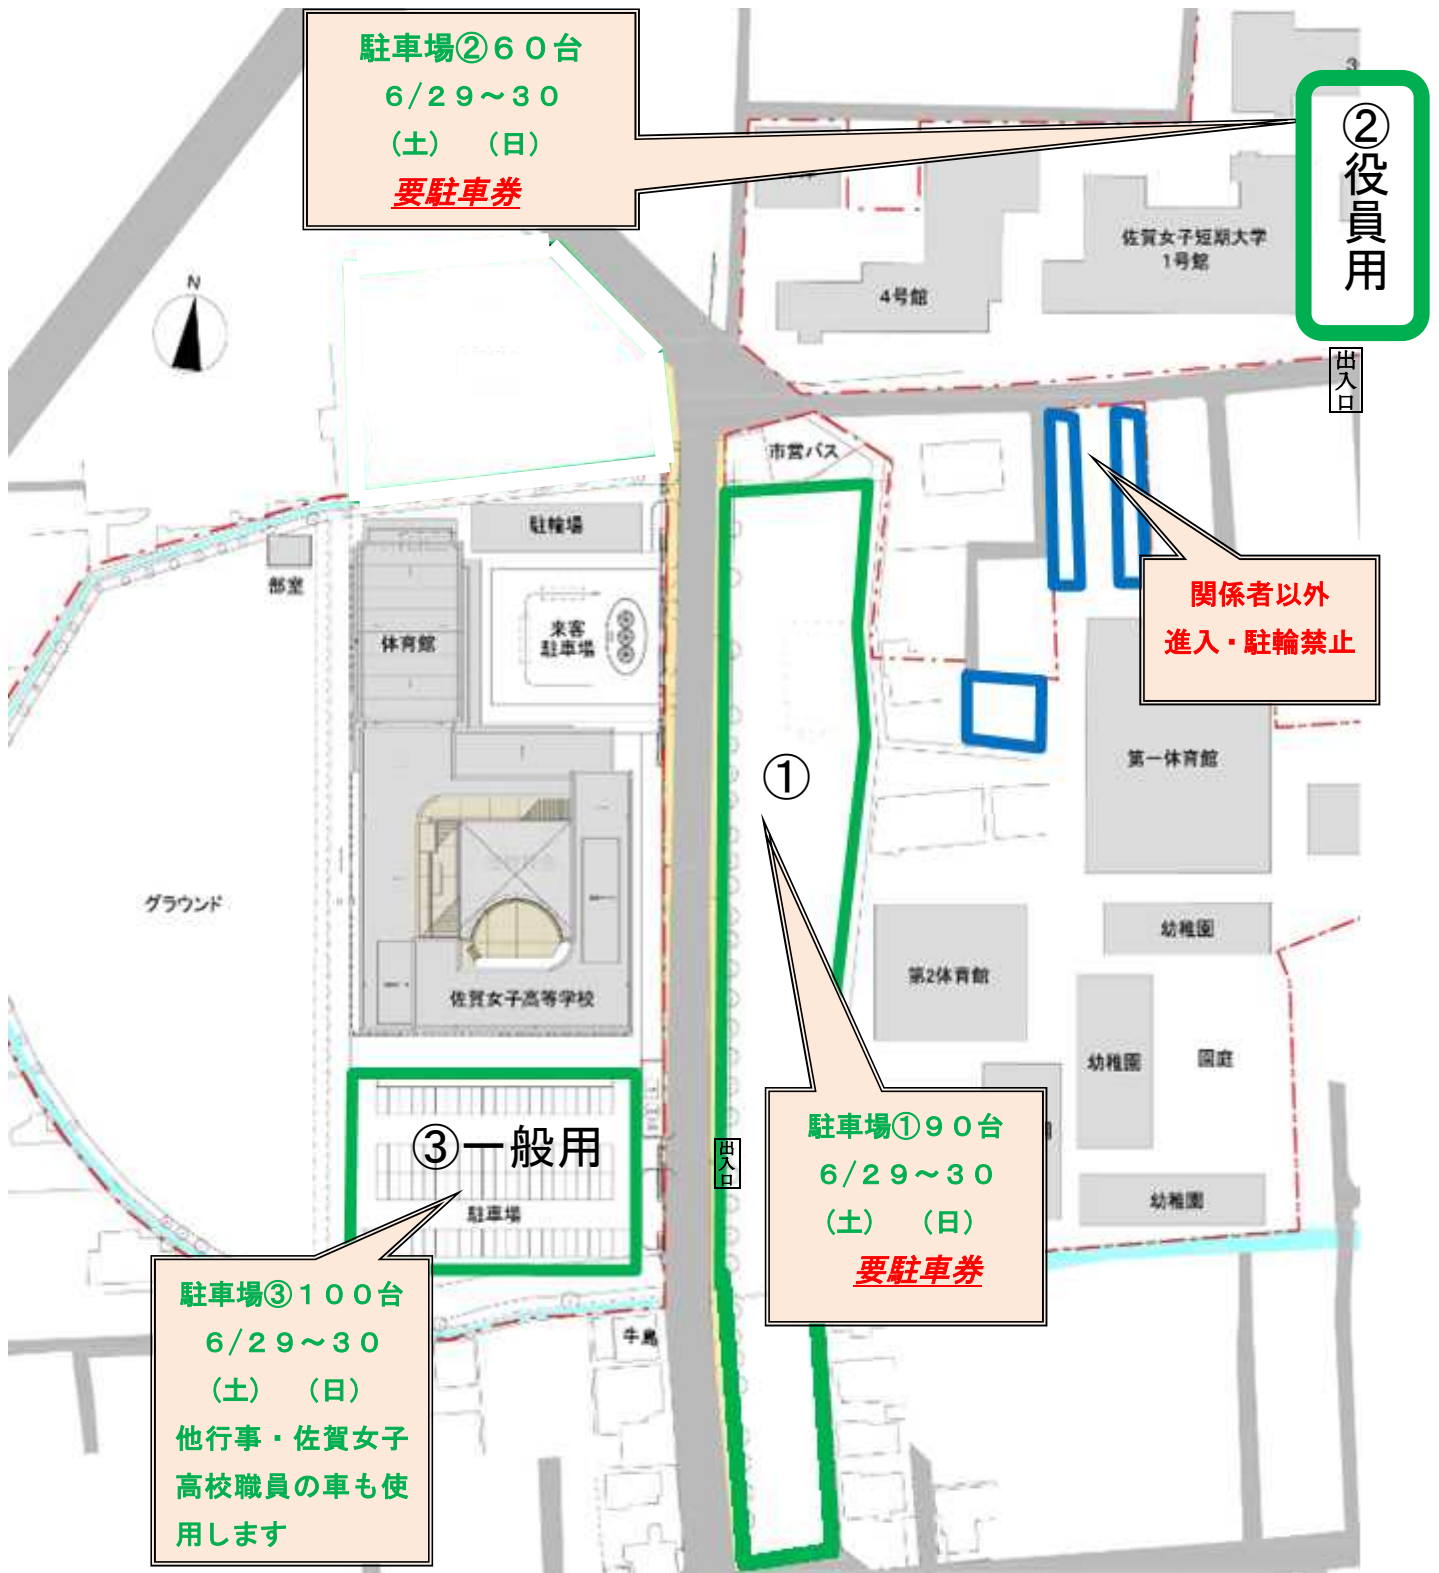 駐車場②６０台
６/２９～３０
（土）　（日）
要駐車券
②役員用
出入口
佐賀女子短期大学
1号館
4号館
N
市営バス
駐輪場
部室
体育館
来客
駐車場
関係者以外
進入・駐輪禁止
第一体育館
①
グラウンド
佐賀女子高等学校
第2体育館
幼稚園
幼稚園
園庭
幼稚園
③一般用
駐車場
出入口
駐車場①９０台
６/２９～３０
（土）　（日）
要駐車券
駐車場③１００台
６/２９～３０
（土）　（日）
他行事・佐賀女子
高校職員の車も使
用します
牛島